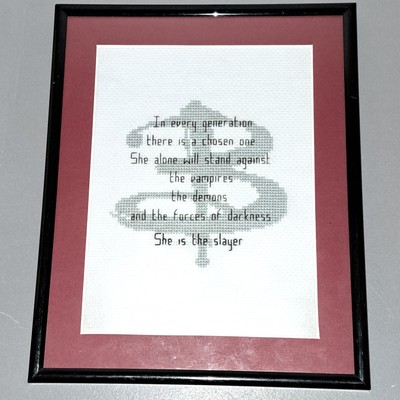 In every generation
there is a chosen one
She alone will stand against
the vampires
the demons
and the forces of darkness
She is the slayer